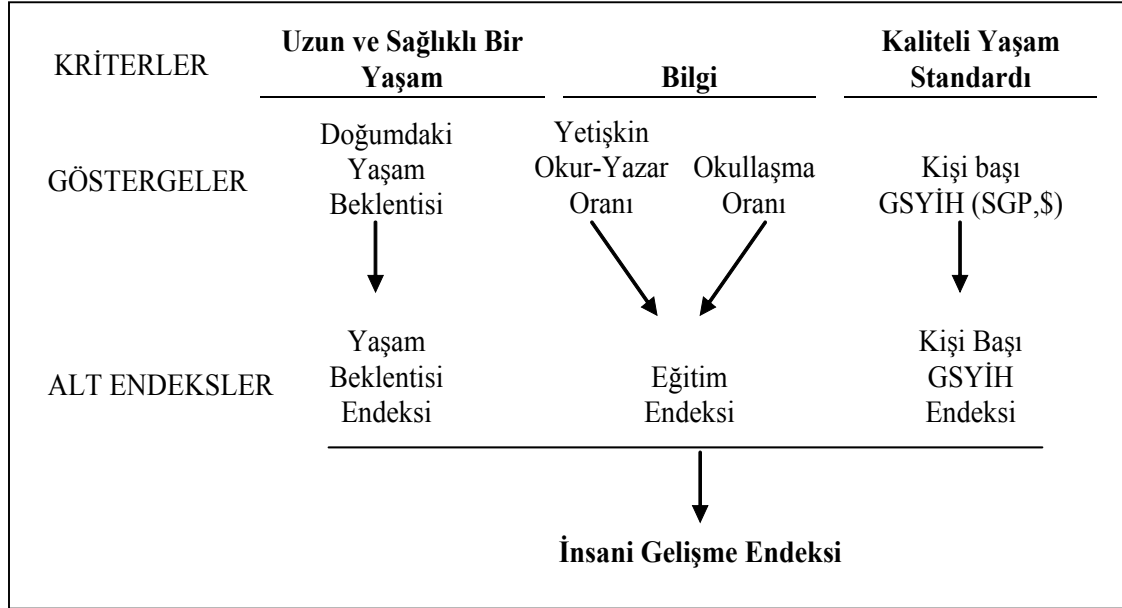 KRİTERLER
Uzun ve Sağlıklı Bir
Yaşam
Bilgi
Kaliteli Yaşam
Standardı
GÖSTERGELER
Doğumdaki
Yaşam
Beklentisi
Yetişkin
Okur-Yazar
Oranı
Okullaşma
Oranı
Kişi başı
GSYİH (SGP,$)
ALT ENDEKSLER
Yaşam
Beklentisi
Endeksi
Eğitim
Endeksi
Kişi Başı
GSYİH
Endeksi
İnsani Gelişme Endeksi